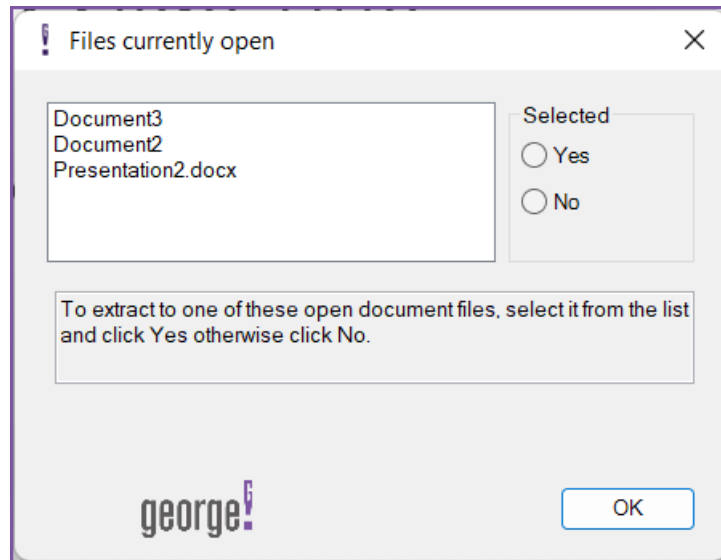 Files currently open
Document3
Document2
Presentation2.docx
Selected
Yes
No
To extract to one of these open document files, select it from the list
and click Yes otherwise click No.
george!
OK